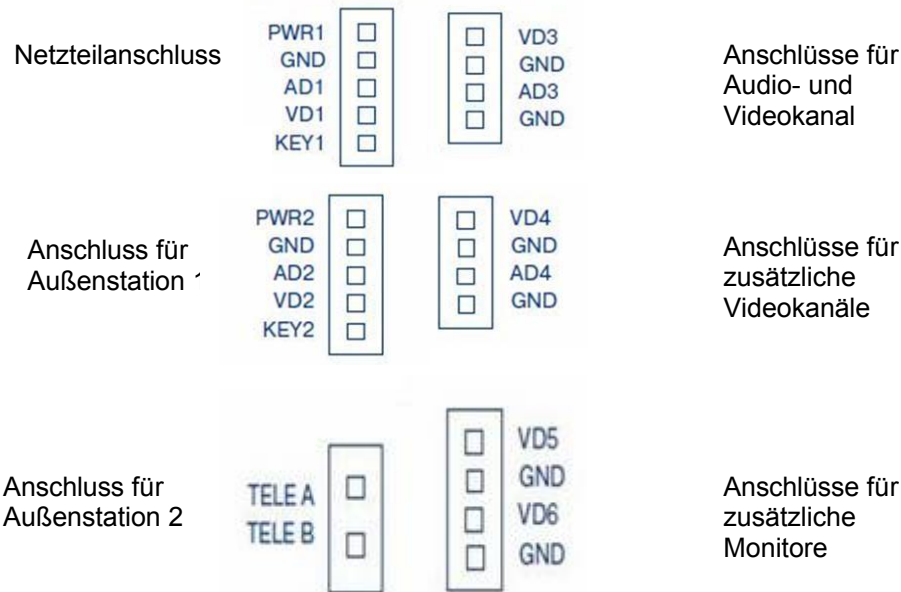 Netzteilanschluss
PWR1
GND
AD1
VD1
KEY1
VD3
GND
AD3
GND
Anschlüsse für
Audio- und
Videokanal
Anschluss für
Außenstation 1
PWR2
GND
AD2
VD2
KEY2
VD4
GND
AD4
GND
Anschlüsse für
zusätzliche
Videokanäle
Anschluss für
Außenstation 2
TELE A
TELE B
VD5
GND
VD6
GND
Anschlüsse für
zusätzliche
Monitore